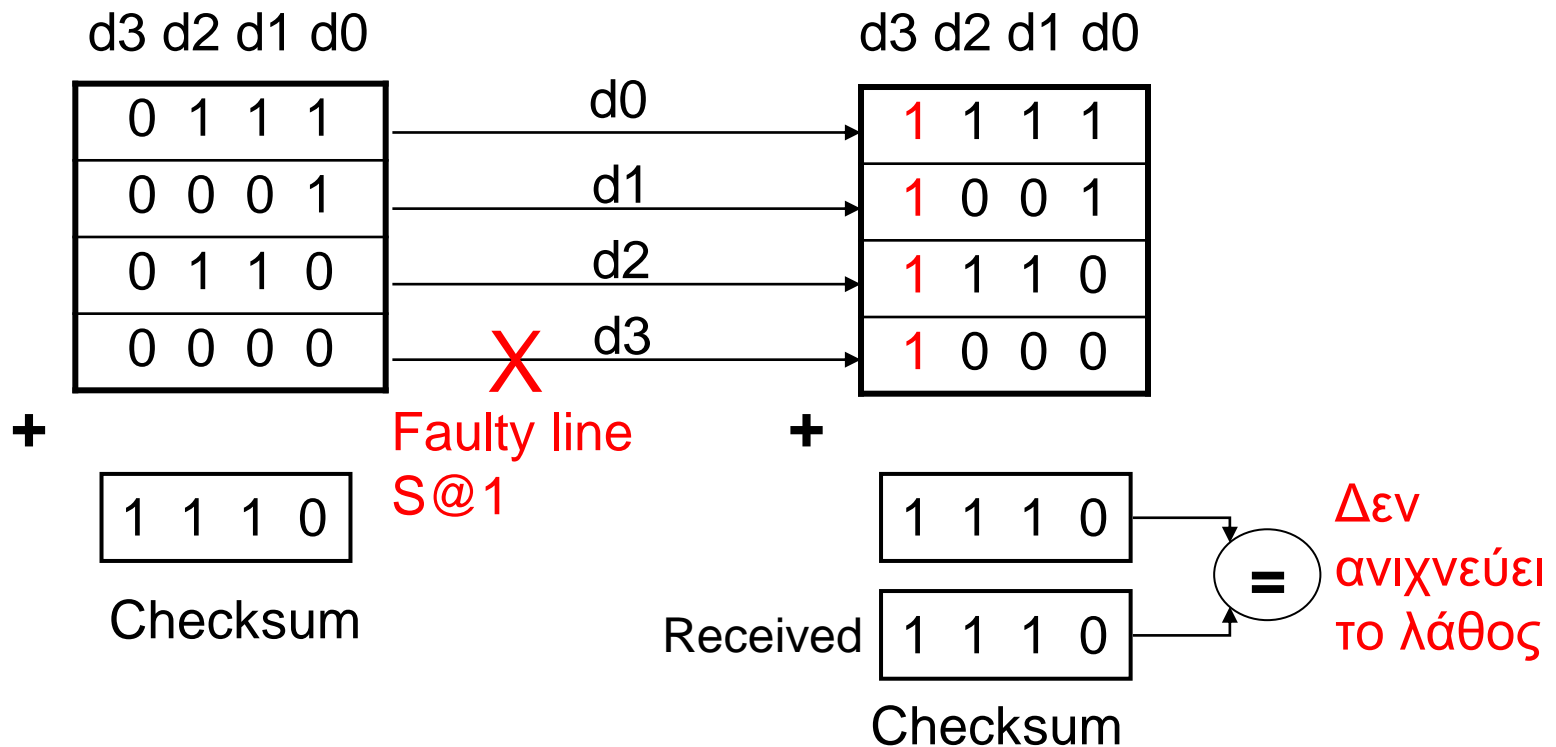 d3 d2 d1 d0
0 1 1 1
0 0 0 1
0 1 1 0
0 0 0 0
+
1 1 1 0
Checksum
d0
d1
d2
d3
X
Faulty line
S@1
d3 d2 d1 d0
1 1 1 1
1 0 0 1
1 1 1 0
1 0 0 0
+
1 1 1 0
Received 1 1 1 0
Checksum
=
Δεν
ανιχνεύει
το λάθος